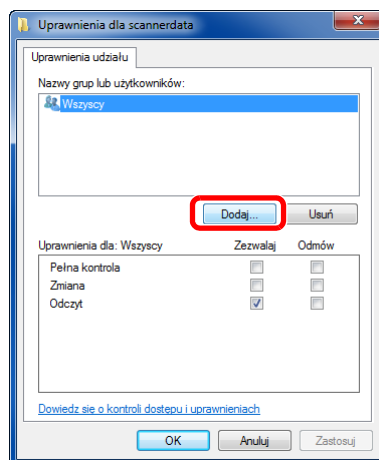 Uprawnienia dla scannerdata
Uprawnienia udziału
Nazwy grup lub użytkowników:
Wszyscy
Dodaj... Usuń
Uprawnienia dla: Wszyscy Zezwalaj Odmów
Pełna kontrola
Zmiana
Odczyt
Dowiedz się o kontroli dostępu i uprawnieniach
OK Anuluj Zastosuj